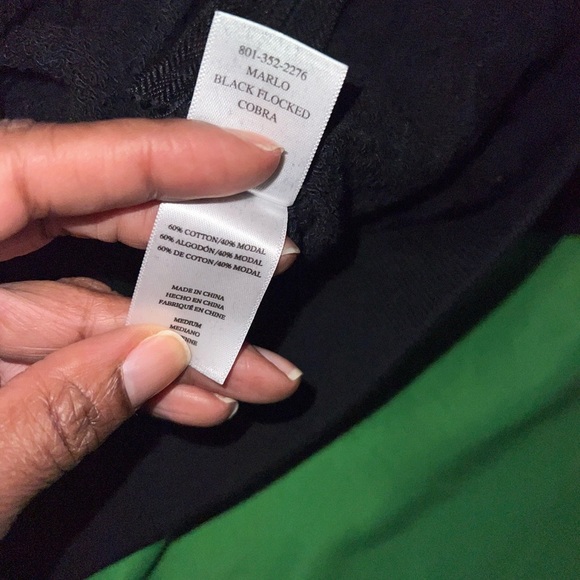 801-352-2276
MARLO
BLACK FLOCKED
COBRA
60% COTTON/40% MODAL
60% ALGODÓN/40% MODAL
60% DE COTON/40% MODAL
MADE IN CHINA
HECHO EN CHINA
FABRIQUÉ EN CHINE
MEDIUM
MEDIANO